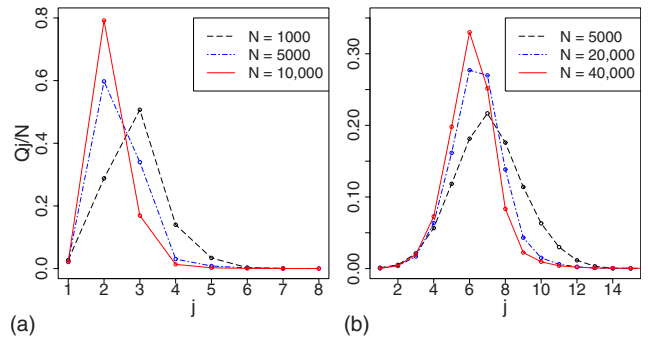 Qj/N
0.0 0.2 0.4 0.6 0.8
N = 1000
N = 5000
N = 10,000
1 2 3 4 5 6 7 8
j
(a)
0.00 0.10 0.20 0.30
N = 5000
N = 20,000
N = 40,000
2 4 6 8 10 12 14
j
(b)